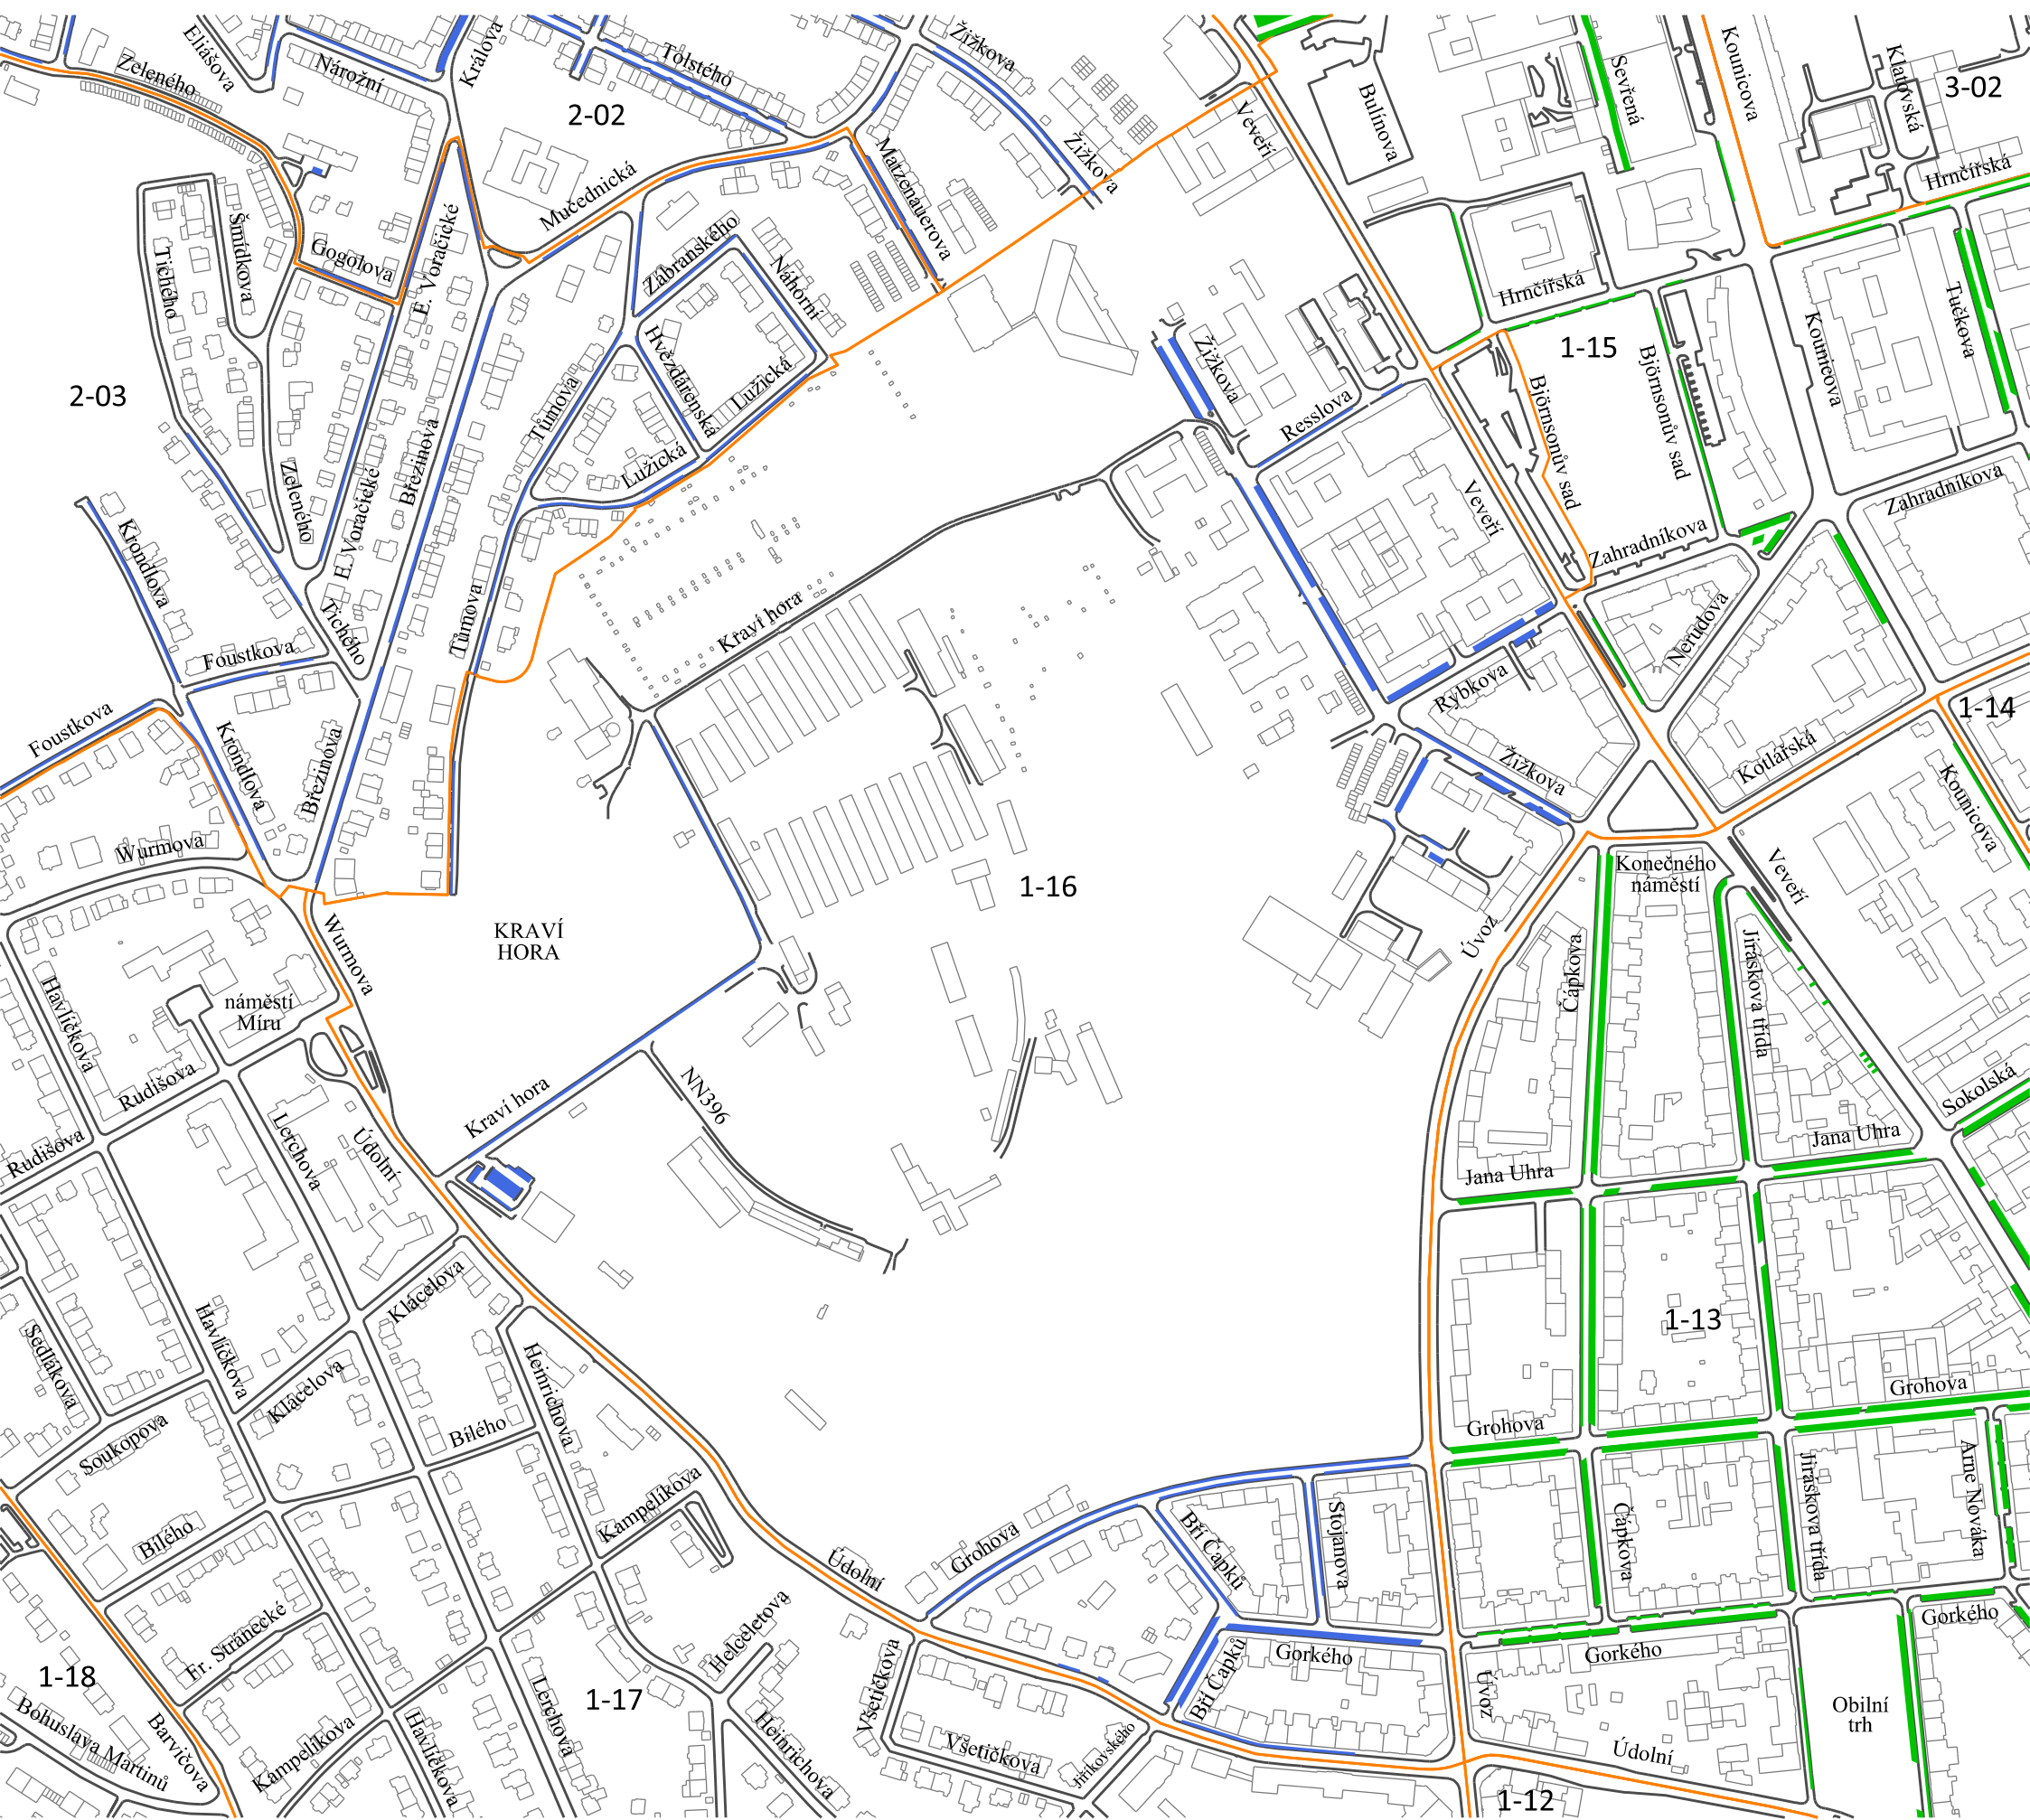 Zeleného
Eliášova
Nárožní
Králova
2-02
Tolstého
Žižkova
Žižkova
Veveří
Bulínova
Sevřená
Kounicova
Klatovská
3-02
Hrnčířská
Mučednická
Matzenauerova
Tichého
Šmídkova
Gogolova
E. Voračické
Zábranského
Náhorní
Hrnčířská
2-03
Hvězdárenská
Lužická
Tůmova
Žižkova
Resslova
1-15
Björnsonův sad
Björnsonův sad
Kounicova
Tučkova
Krondlova
Zeleného
E. Voračické
Březinova
Lužická
Veveří
Zahradníkova
Zahradníkova
Foustkova
Tichého
Tůmova
Kraví hora
Rybkova
Nerudova
1-14
Foustkova
Krondlova
Březinova
Žižkova
Kotlářská
Kounicova
Wurmova
1-16
Konečného
náměstí
Veveří
KRAVÍ
HORA
Wurmova
Úvoz
Čápkova
Jiráskova třída
Havlíčkova
náměstí
Míru
Rudišova
Rudišova
Lerchova
Údolní
Kraví hora
NN396
Sokolská
Jana Uhra
Jana Uhra
Sedlákova
Havlíčkova
Klácelova
Klácelova
Heinrichova
1-13
Grohova
Grohova
Soukopova
Bílého
Bílého
Kampelíkova
Údolní
Grohova
Bří Čapků
Stojanova
Čápkova
Jiráskova třída
Arne Nováka
Fr. Stránecké
Helceletova
Všetičkova
Bří Čapků
Gorkého
Gorkého
Gorkého
1-18
Bohuslava Martinů
Barvičova
Kampelíkova
Havlíčkova
Lerchova
1-17
Heinrichova
Všetičkova
Jiříkovského
Úvoz
Údolní
Obilní
trh
1-12